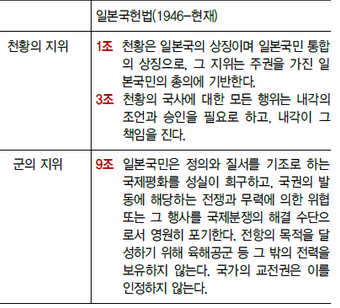 일본국헌법(1946-현재)
천황의 지위
1조 천황은 일본국의 상징이며 일본국민 통합
의 상징으로, 그 지위는 주권을 가진 일
본국민의 총의에 기반한다.
3조 천황의 국사에 대한 모든 행위는 내각의
조언과 승인을 필요로 하고, 내각이 그
책임을 진다.
군의 지위
9조 일본국민은 정의와 질서를 기조로 하는
국제평화를 성실이 희구하고, 국권의 발
동에 해당하는 전쟁과 무력에 의한 위협
또는 그 행사를 국제분쟁의 해결 수단으
로서 영원히 포기한다. 전항의 목적을 달
성하기 위해 육해공군 등 그 밖의 전력을
보유하지 않는다. 국가의 교전권은 이를
인정하지 않는다.